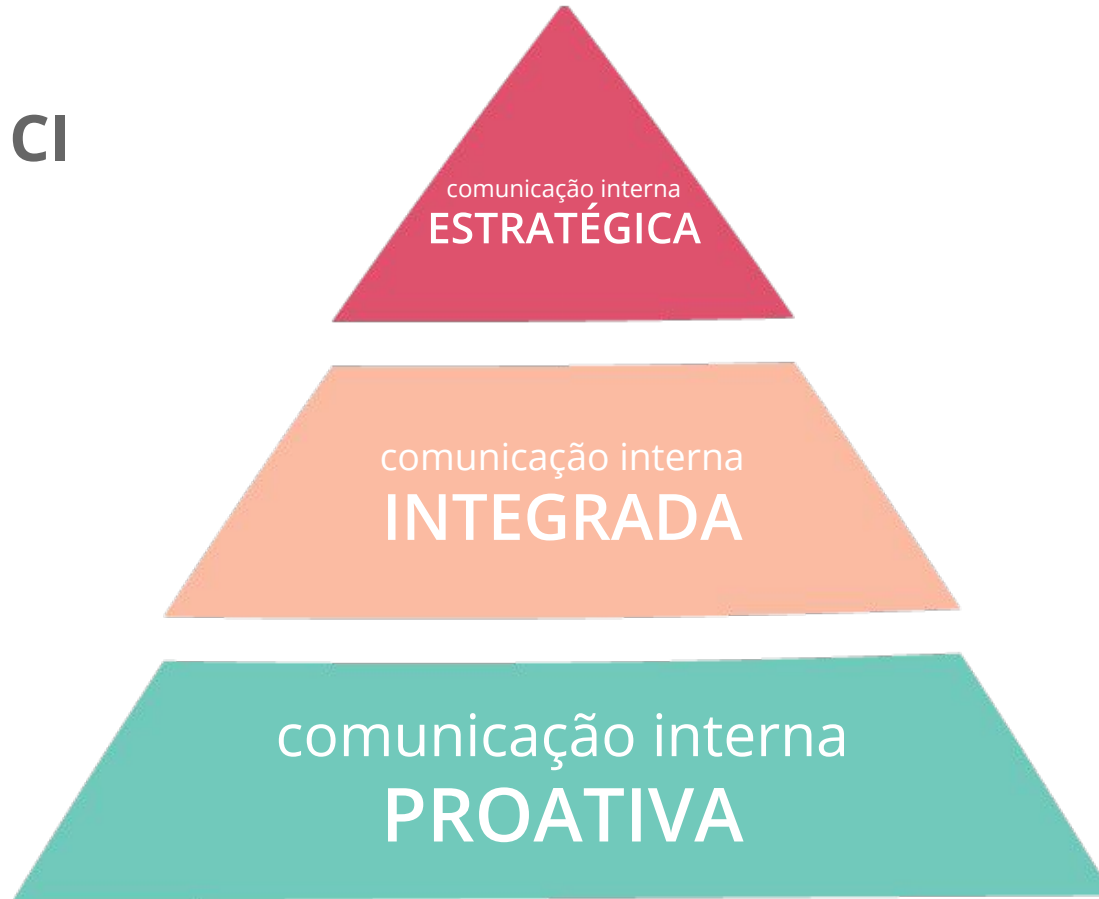 CI
comunicação interna
ESTRATÉGICA
comunicação interna
INTEGRADA
comunicação interna
PROATIVA